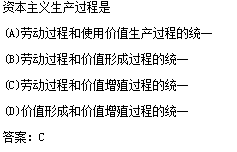 资本主义生产过程是
(A)劳动过程和使用价值生产过程的统一
(B)劳动过程和价值形成过程的统一
(C)劳动过程和价值增殖过程的统一
(D)价值形成和价值增殖过程的统一
答案：C